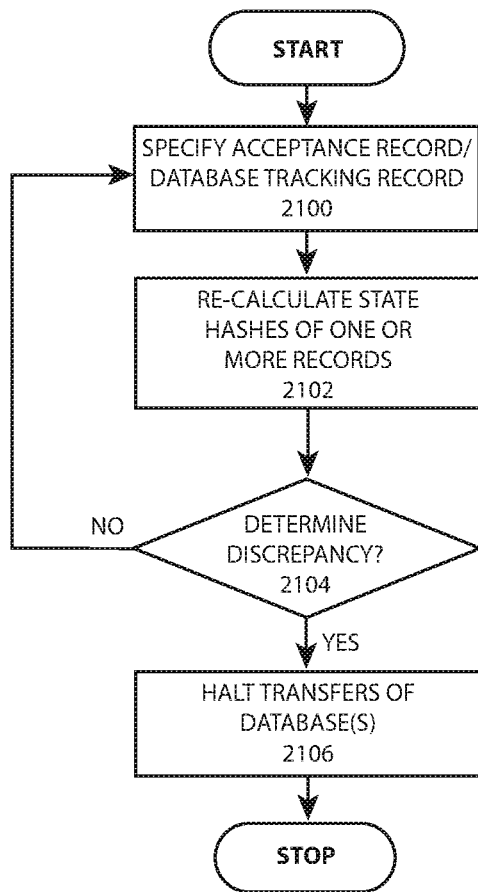 START
SPECIFY ACCEPTANCE RECORD/
DATABASE TRACKING RECORD
2100
RE-CALCULATE STATE
HASHES OF ONE OR
MORE RECORDS
2102
NO
DETERMINE
DISCREPANCY?
2104
YES
HALT TRANSFERS OF
DATABASE(S)
2106
STOP